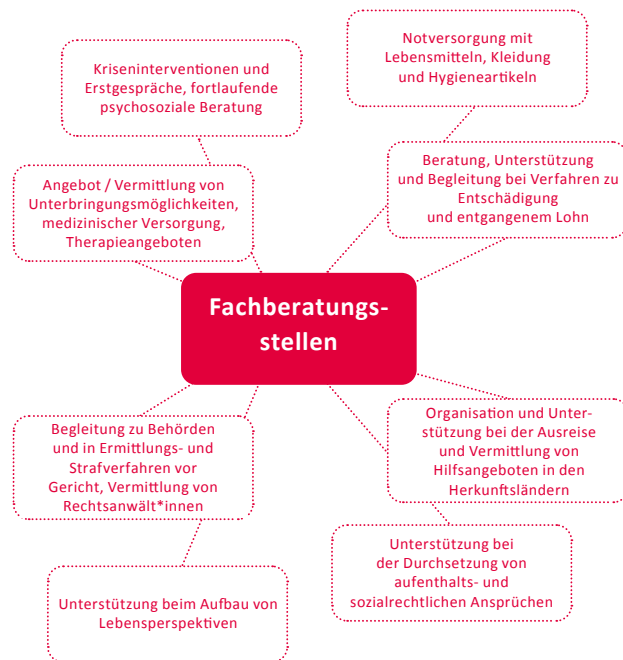 Kriseninterventionen und
Erstgespräche, fortlaufende
psychosoziale Beratung
Notversorgung mit
Lebensmitteln, Kleidung
und Hygieneartikeln
Angebot / Vermittlung von
Unterbringungsmöglichkeiten,
medizinischer Versorgung,
Therapieangeboten
Beratung, Unterstützung
und Begleitung bei Verfahren zu
Entschädigung
und entgangenem Lohn
Fachberatungs-
stellen
Begleitung zu Behörden
und in Ermittlungs- und
Strafverfahren vor
Gericht, Vermittlung von
Rechtsanwält*innen
Organisation und Unter-
stützung bei der Ausreise
und Vermittlung von
Hilfsangeboten in den
Herkunftsländern
Unterstützung beim Aufbau von
Lebensperspektiven
Unterstützung bei
der Durchsetzung von
aufenthalts- und
sozialrechtlichen Ansprüchen